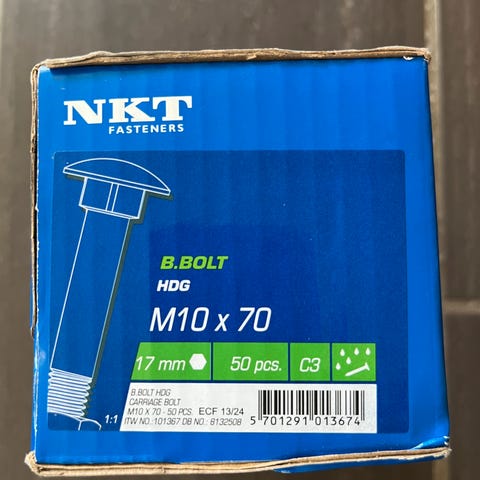 NKT
FASTENERS
B.BOLT
HDG
M10 x 70
17 mm 50 pcs. C3
B.BOLT HDG
CARRIAGE BOLT
M10 X 70 - 50 PCS. ECF 13/24
1:1 ITW NO.:101367 DB NO.: 8132508
5 701291 013674